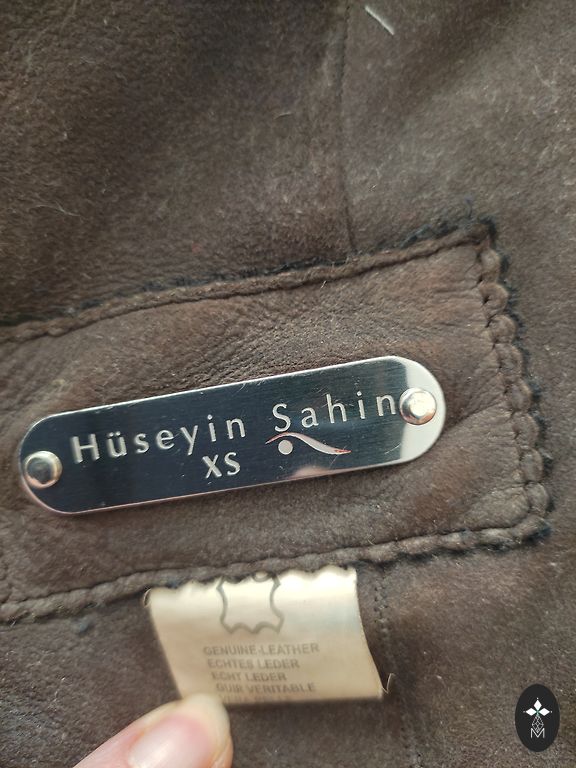 Hüseyin Sahin
XS
GENUINE-LEATHER
ECHTES LEDER
ECHT LEDER
CUIR VERITABLE
M